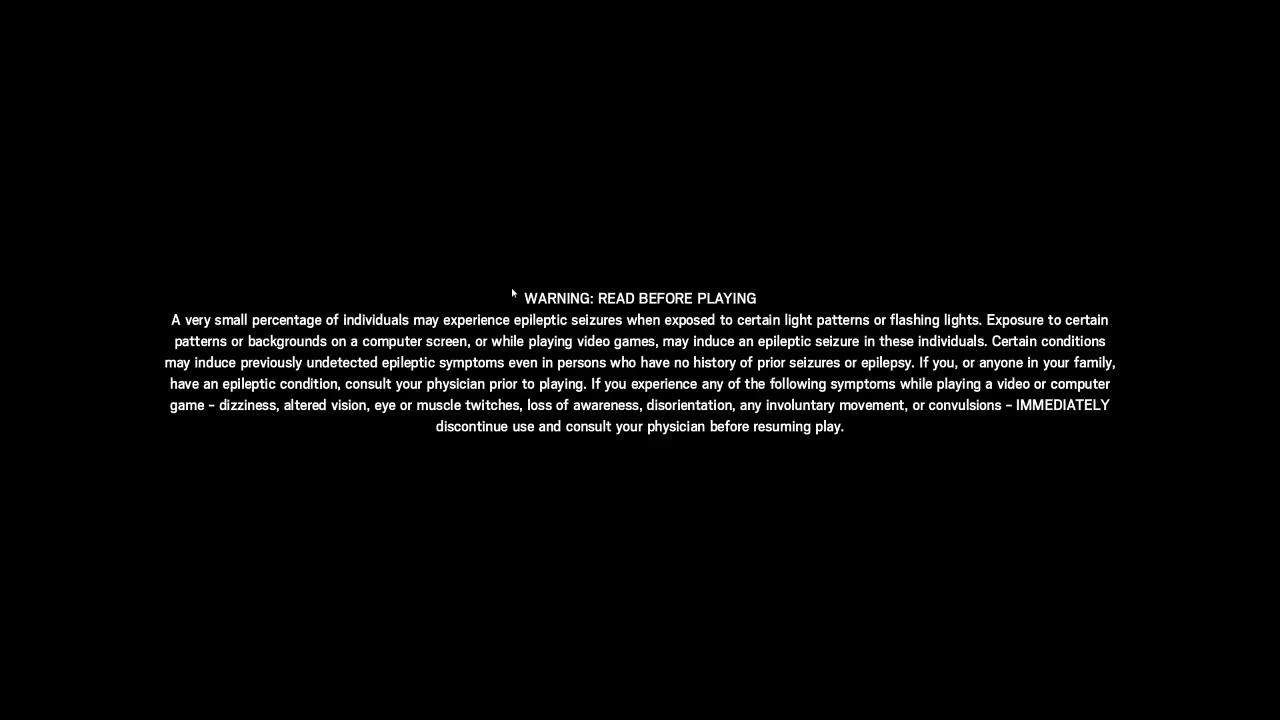 WARNING: READ BEFORE PLAYING
A very small percentage of individuals may experience epileptic seizures when exposed to certain light patterns or flashing lights. Exposure to certain
patterns or backgrounds on a computer screen, or while playing video games, may induce an epileptic seizure in these individuals. Certain conditions
may induce previously undetected epileptic symptoms even in persons who have no history of prior seizures or epilepsy. If you, or anyone in your family,
have an epileptic condition, consult your physician prior to playing. If you experience any of the following symptoms while playing a video or computer
game – dizziness, altered vision, eye or muscle twitches, loss of awareness, disorientation, any involuntary movement, or convulsions – IMMEDIATELY
discontinue use and consult your physician before resuming play.